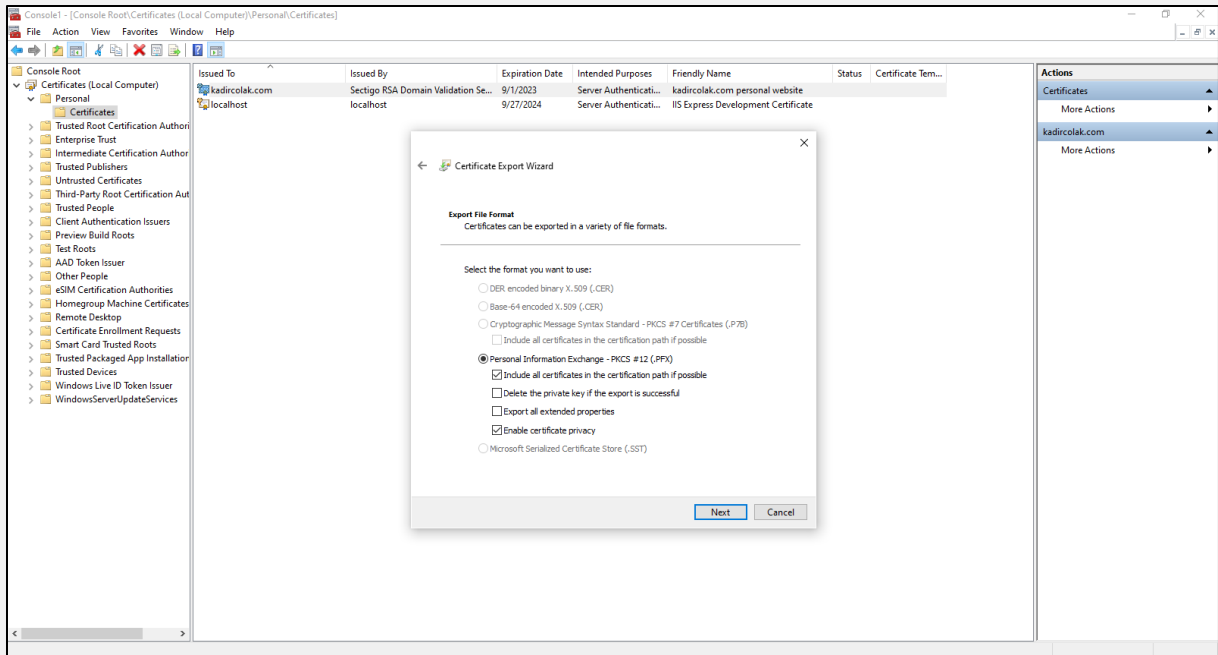 Console1 - [Console Root\Certificates (Local Computer)\Personal\Certificates]
File Action View Favorites Window Help
Console Root
Certificates (Local Computer)
Personal
Certificates
Trusted Root Certification Authori
Enterprise Trust
Intermediate Certification Author
Trusted Publishers
Untrusted Certificates
Third-Party Root Certification Aut
Trusted People
Client Authentication Issuers
Preview Build Roots
Test Roots
AAD Token Issuer
Other People
eSIM Certification Authorities
Homegroup Machine Certificates
Remote Desktop
Certificate Enrollment Requests
Smart Card Trusted Roots
Trusted Packaged App Installation
Trusted Devices
Windows Live ID Token Issuer
WindowsServerUpdateServices
Issued To Issued By Expiration Date Intended Purposes Friendly Name Status Certificate Tem...
kadircolak.com Sectigo RSA Domain Validation Se... 9/1/2023 Server Authenticati... kadircolak.com personal website
localhost localhost 9/27/2024 Server Authenticati... IIS Express Development Certificate
Certificate Export Wizard
Export File Format
Certificates can be exported in a variety of file formats.
Select the format you want to use:
DER encoded binary X.509 (.CER)
Base-64 encoded X.509 (.CER)
Cryptographic Message Syntax Standard - PKCS #7 Certificates (.P7B)
Include all certificates in the certification path if possible
Personal Information Exchange - PKCS #12 (.PFX)
Include all certificates in the certification path if possible
Delete the private key if the export is successful
Export all extended properties
Enable certificate privacy
Microsoft Serialized Certificate Store (.SST)
Next Cancel
Actions
Certificates
More Actions
kadircolak.com
More Actions